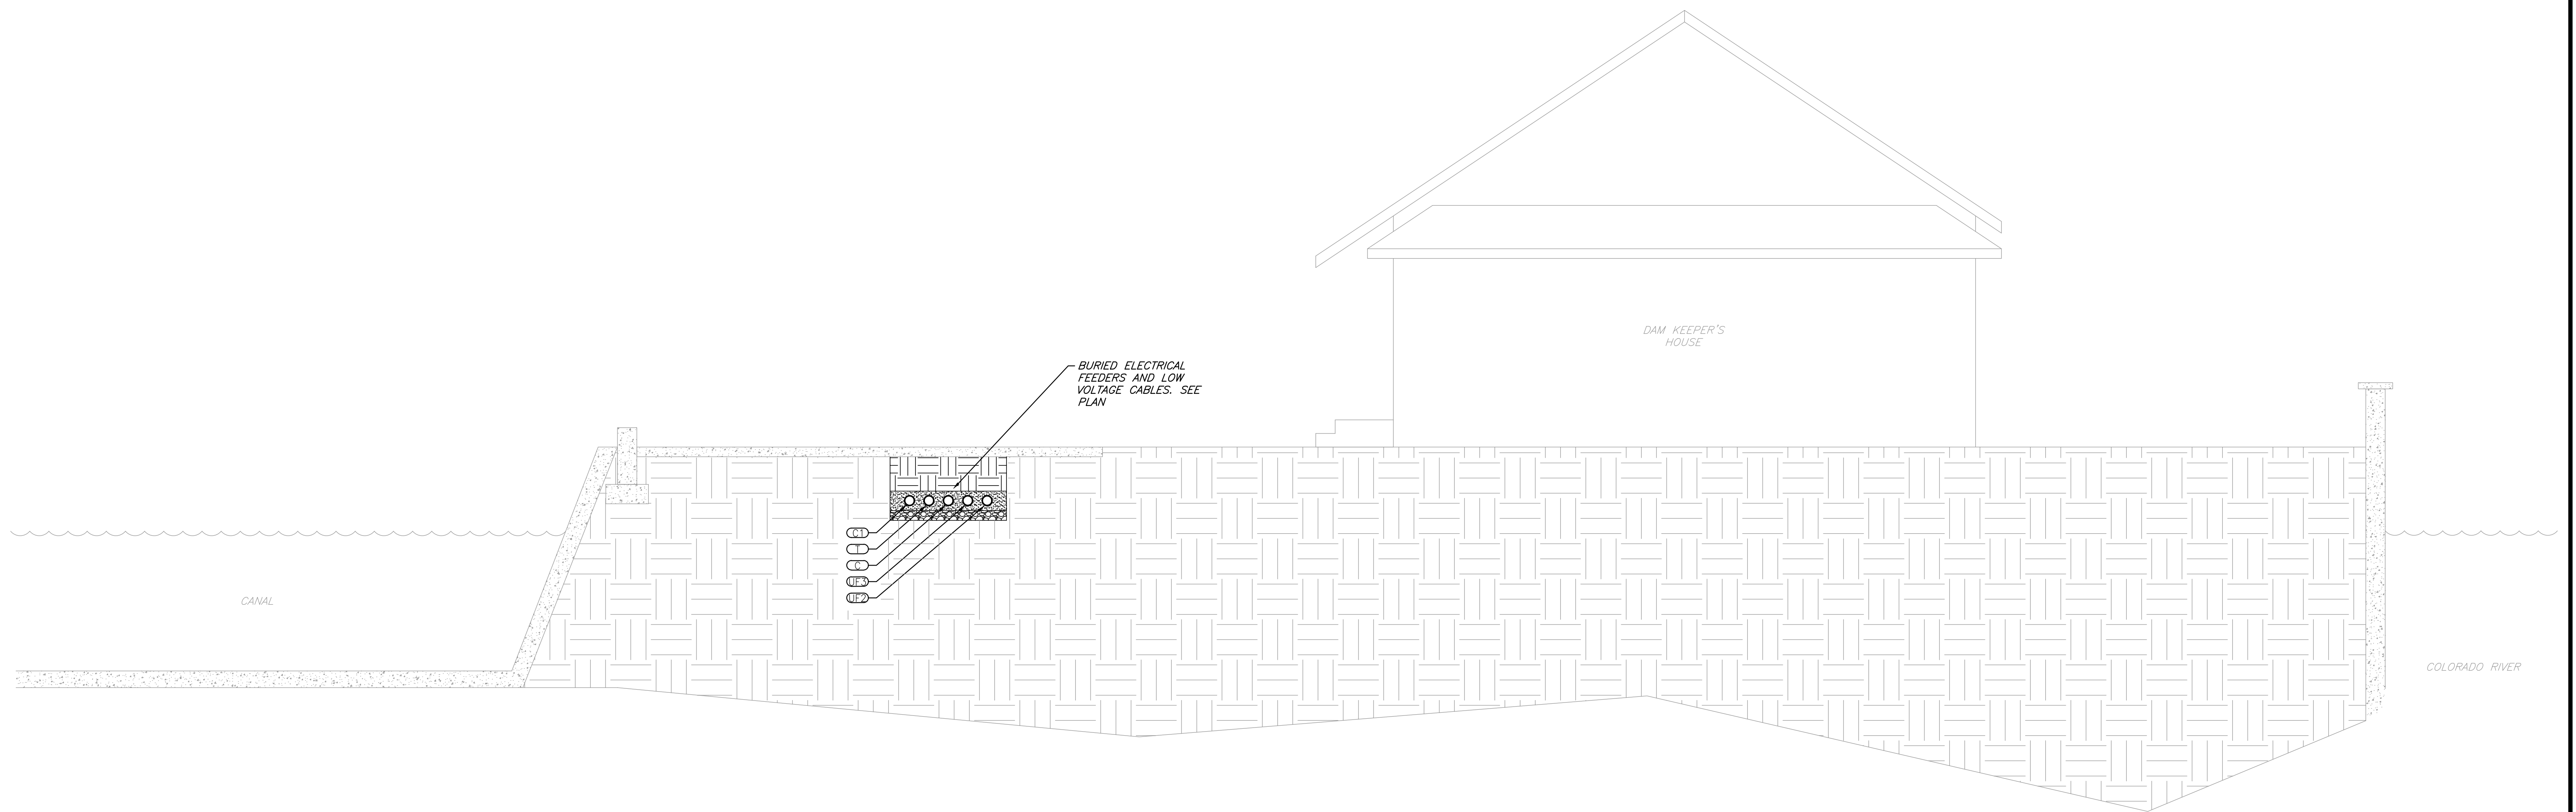 DAM KEEPER'S
HOUSE
BURIED ELECTRICAL
FEEDERS AND LOW
VOLTAGE CABLES. SEE
PLAN
C1
T
C
UF3
UF2
CANAL
COLORADO RIVER